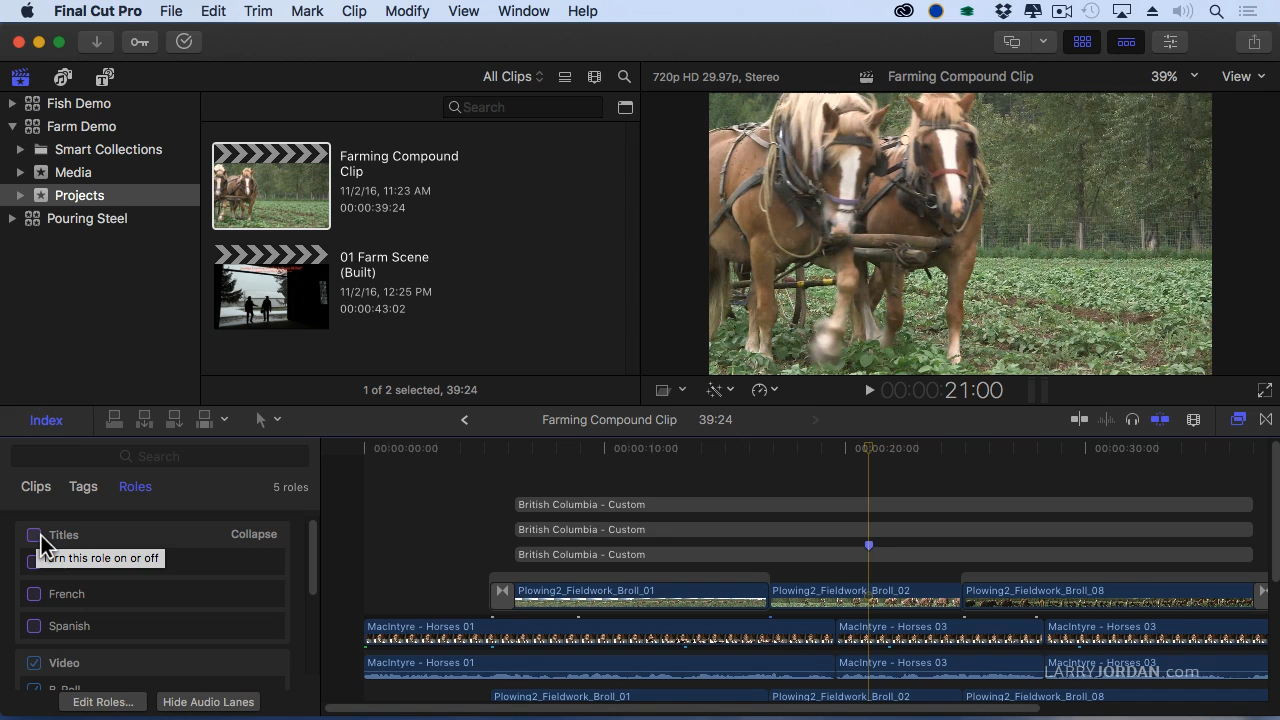 Final Cut Pro File Edit Trim Mark Clip Modify View Window Help
All Clips
720p HD 29.97p, Stereo
Farming Compound Clip
39%
View
Fish Demo
Farm Demo
Smart Collections
Media
Projects
Pouring Steel
Search
Farming Compound
Clip
11/2/16, 11:23 AM
00:00:39:24
01 Farm Scene
(Built)
11/2/16, 12:25 PM
00:00:43:02
1 of 2 selected, 39:24
00:00:21:00
Index
Farming Compound Clip 39:24
Search
Clips Tags Roles 5 roles
Titles Collapse
Turn this role on or off
French
Spanish
Video
B-Roll
Edit Roles...
Hide Audio Lanes
00:00:00:00 00:00:10:00 00:00:20:00 00:00:30:00
British Columbia - Custom
British Columbia - Custom
British Columbia - Custom
Plowing2_Fieldwork_Broll_01 Plowing2_Fieldwork_Broll_02 Plowing2_Fieldwork_Broll_08
MacIntyre - Horses 01 MacIntyre - Horses 03 MacIntyre - Horses 03
MacIntyre - Horses 01 MacIntyre - Horses 03 MacIntyre - Horses 03
LARRYJORDAN.com
Plowing2_Fieldwork_Broll_01 Plowing2_Fieldwork_Broll_02 Plowing2_Fieldwork_Broll_08